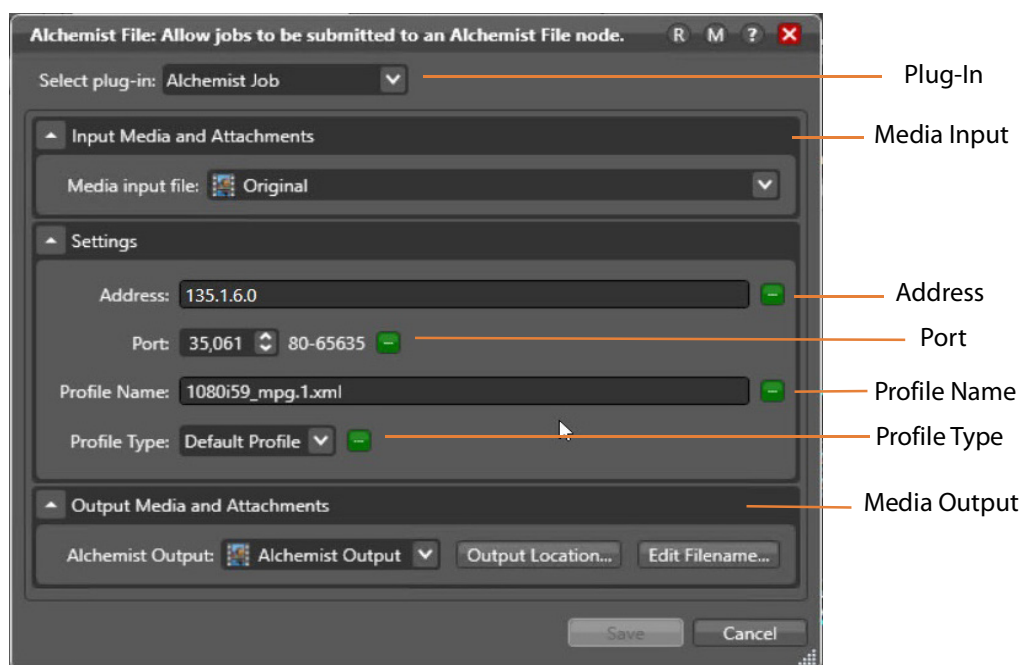 Alchemist File: Allow jobs to be submitted to an Alchemist File node. R M ?
Select plug-in: Alchemist Job
Plug-In
Input Media and Attachments
Media Input
Media input file: Original
Settings
Address: 135.1.6.0
Address
Port: 35,061 80-65635
Port
Profile Name: 1080i59_mpg.1.xml
Profile Name
Profile Type: Default Profile
Profile Type
Output Media and Attachments
Media Output
Alchemist Output: Alchemist Output Output Location... Edit Filename...
Save Cancel